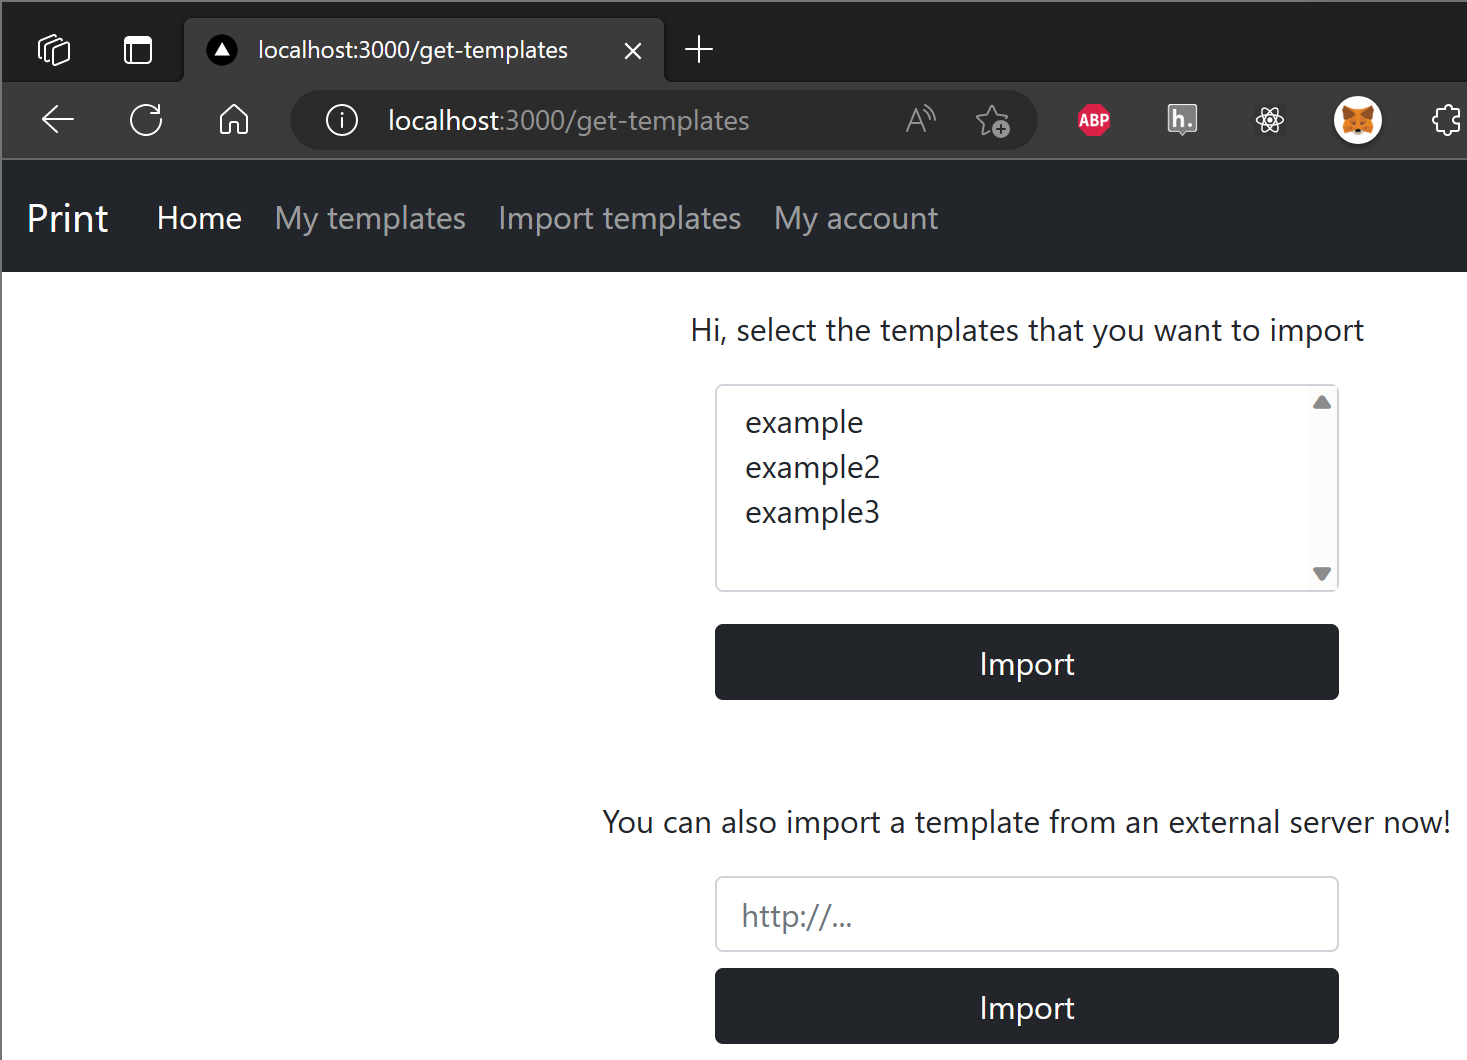 localhost:3000/get-templates
localhost:3000/get-templates A ABP h.
Print Home My templates Import templates My account
Hi, select the templates that you want to import
example
example2
example3
Import
You can also import a template from an external server now!
http://...
Import